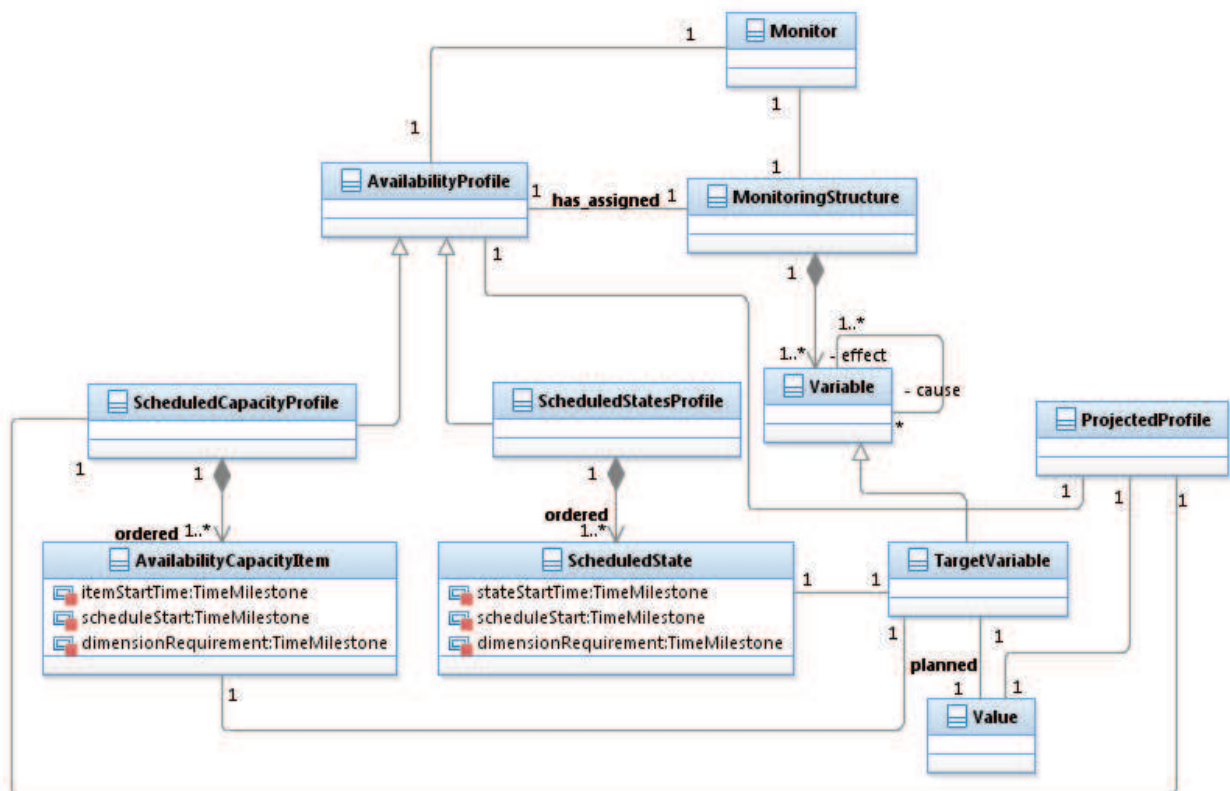 Monitor
1
1
1
1
AvailabilityProfile
1
has_assigned
1
MonitoringStructure
1
1
1..*
1..*
- effect
Variable
- cause
*
ScheduledCapacityProfile
ScheduledStatesProfile
ProjectedProfile
1
1
1
1
1
1
ordered
1..*
ordered
1..*
AvailabilityCapacityItem
itemStartTime:TimeMilestone
scheduleStart:TimeMilestone
dimensionRequirement:TimeMilestone
ScheduledState
stateStartTime:TimeMilestone
scheduleStart:TimeMilestone
dimensionRequirement:TimeMilestone
1
1
TargetVariable
1
1
planned
1
1
1
Value